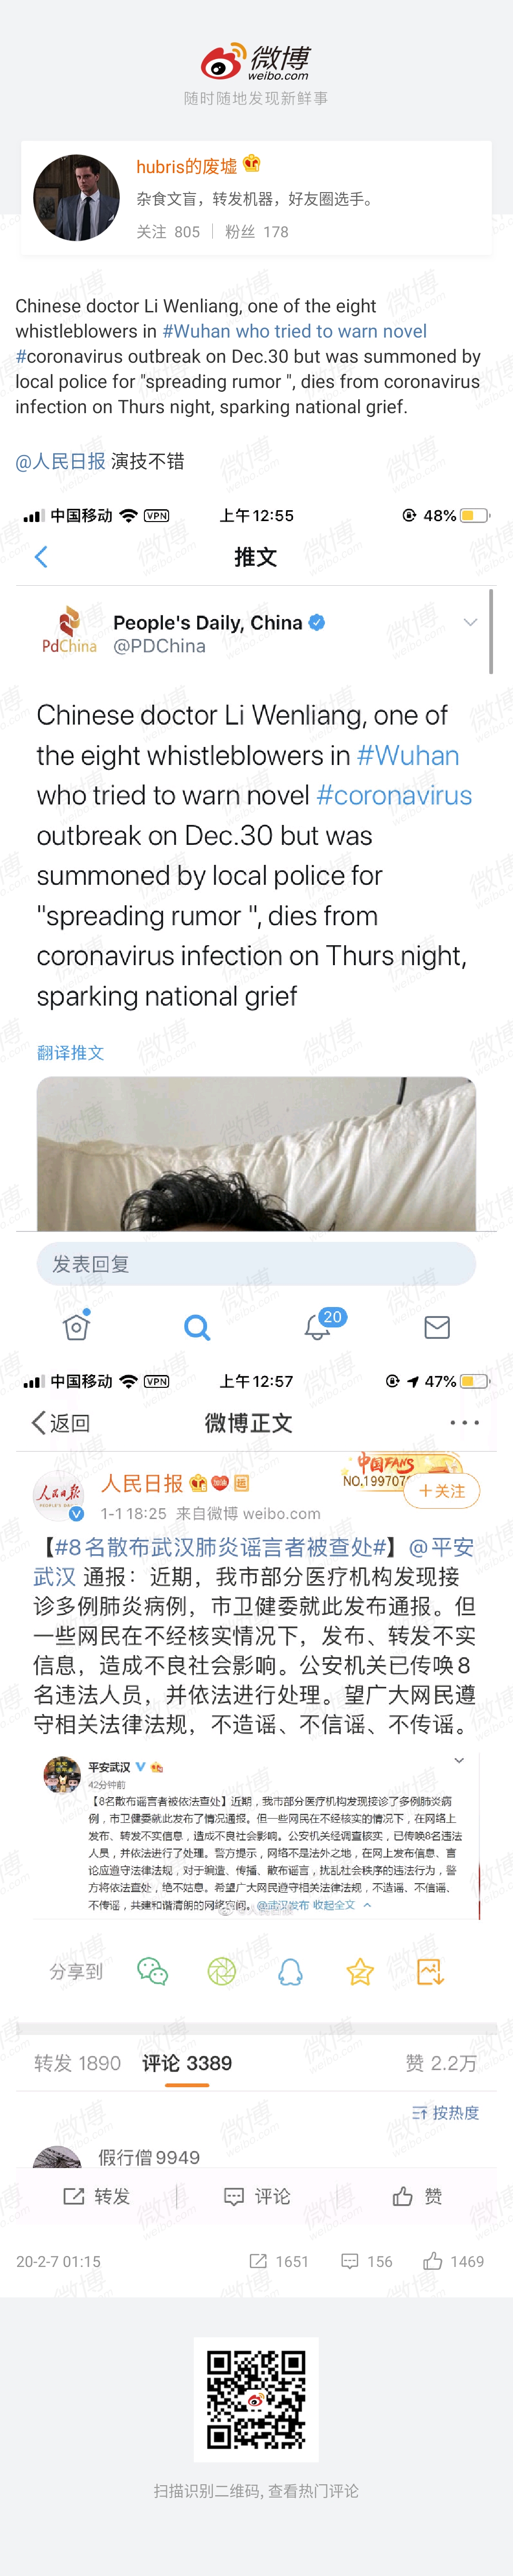 微博
weibo.com
随时随地发现新鲜事
hubris的废墟
杂食文盲，转发机器，好友圈选手。
关注 805 粉丝 178
Chinese doctor Li Wenliang, one of the eight
whistleblowers in #Wuhan who tried to warn novel
#coronavirus outbreak on Dec.30 but was summoned by
local police for "spreading rumor ", dies from coronavirus
infection on Thurs night, sparking national grief.
@人民日报 演技不错
中国移动 VPN 上午12:55 48%
推文
PdChina
People's Daily, China
@PDChina
Chinese doctor Li Wenliang, one of
the eight whistleblowers in #Wuhan
who tried to warn novel #coronavirus
outbreak on Dec.30 but was
summoned by local police for
"spreading rumor ", dies from
coronavirus infection on Thurs night,
sparking national grief
翻译推文
发表回复
20
中国移动 VPN 上午12:57 47%
返回 微博正文
人民日报
PEOPLE'S DAILY
人民日报
中国FANS
NO.199707
+关注
1-1 18:25 来自微博 weibo.com
【#8名散布武汉肺炎谣言者被查处#】@平安
武汉 通报：近期，我市部分医疗机构发现接
诊多例肺炎病例，市卫健委就此发布通报。但
一些网民在不经核实情况下，发布、转发不实
信息，造成不良社会影响。公安机关已传唤8
名违法人员，并依法进行处理。望广大网民遵
守相关法律法规，不造谣、不信谣、不传谣。
平安武汉
42分钟前
【8名散布谣言者被依法查处】近期，我市部分医疗机构发现接诊了多例肺炎病
例，市卫健委就此发布了情况通报。但一些网民在不经核实的情况下，在网络上
发布、转发不实信息，造成不良社会影响。公安机关经调查核实，已传唤8名违法
人员，并依法进行了处理。警方提示，网络不是法外之地，在网上发布信息、言
论应遵守法律法规，对于编造、传播、散布谣言，扰乱社会秩序的违法行为，警
方将依法查处，绝不姑息。希望广大网民遵守相关法律法规，不造谣、不信谣、
不传谣，共建和谐清朗的网络空间。@武汉发布 收起全文
分享到
转发 1890 评论 3389 赞 2.2万
按热度
假行僧9949
转发 评论 赞
20-2-7 01:15 1651 156 1469
扫描识别二维码, 查看热门评论